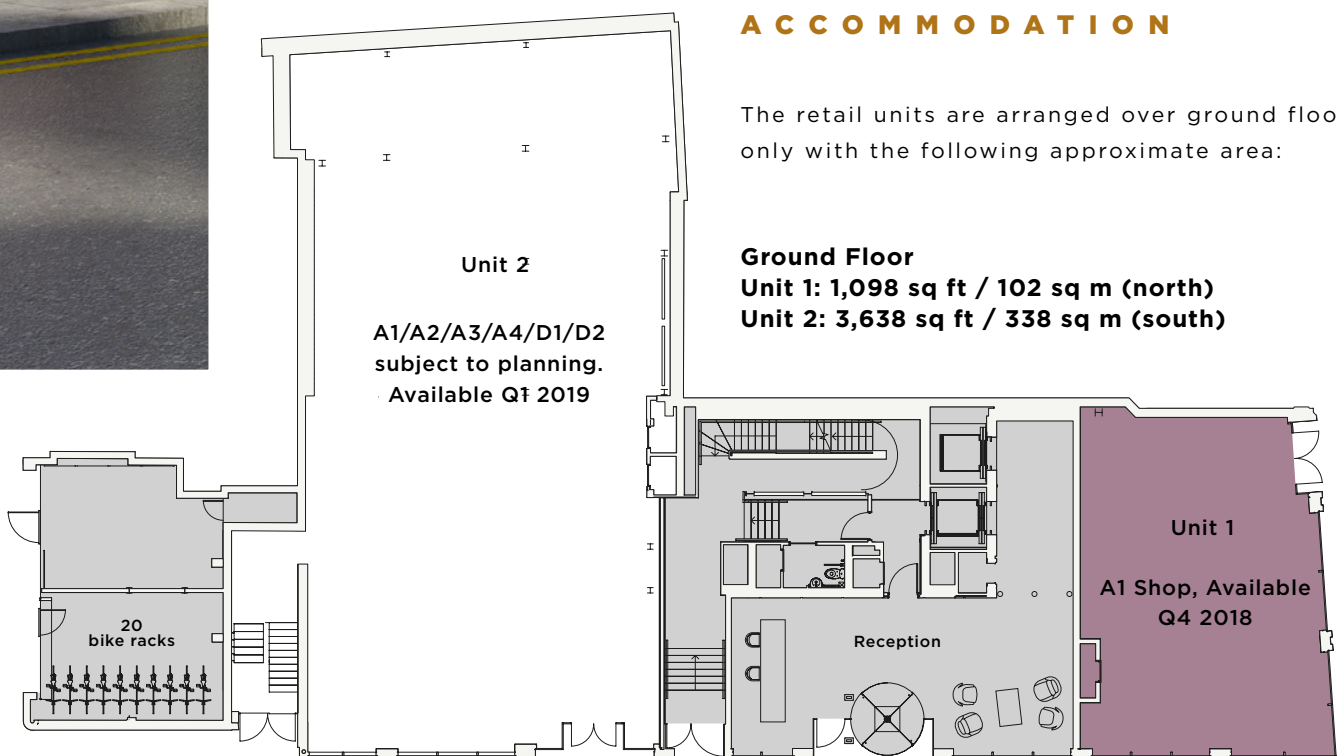 ACCOMMODATION
The retail units are arranged over ground floo
only with the following approximate area:
Ground Floor
Unit 1: 1,098 sq ft / 102 sq m (north)
Unit 2: 3,638 sq ft / 338 sq m (south)
Unit 2
A1/A2/A3/A4/D1/D2
subject to planning.
Available Q1 2019
Unit 1
A1 Shop, Available
Q4 2018
20
bike racks
Reception